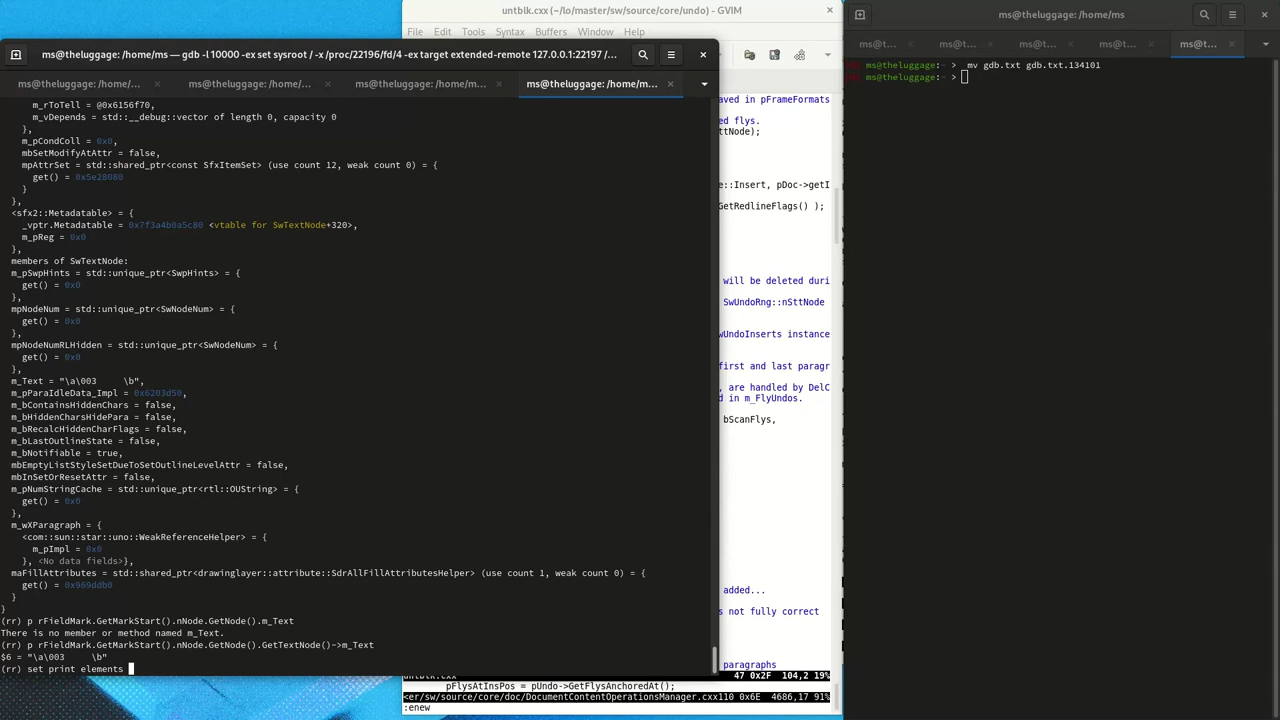 untblk.cxx (~/lo/master/sw/source/core/undo) - GVIM
File Edit Tools Syntax Buffers Window Help
ms@theluggage: /home/ms — gdb -l 10000 -ex set sysroot / -x /proc/22196/fd/4 -ex target extended-remote 127.0.0.1:22197 /...
ms@theluggage: /home/... ms@theluggage: /home/... ms@theluggage: /home/m... ms@theluggage: /home/m...
m_rToTell = @0x6156f70,
m_vDepends = std::__debug::vector of length 0, capacity 0
},
m_pCondColl = 0x0,
mbSetModifyAtAttr = false,
mpAttrSet = std::shared_ptr<const SfxItemSet> (use count 12, weak count 0) = {
get() = 0x5e28080
}
},
<sfx2::Metadatable> = {
_vptr.Metadatable = 0x7f3a4b0a5c80 <vtable for SwTextNode+320>,
m_pReg = 0x0
},
members of SwTextNode:
m_pSwpHints = std::unique_ptr<SwpHints> = {
get() = 0x0
},
mpNodeNum = std::unique_ptr<SwNodeNum> = {
get() = 0x0
},
mpNodeNumRLHidden = std::unique_ptr<SwNodeNum> = {
get() = 0x0
},
m_Text = "\a\003     \b",
m_pParaIdleData_Impl = 0x6203d50,
m_bContainsHiddenChars = false,
m_bHiddenCharsHidePara = false,
m_bRecalcHiddenCharFlags = false,
m_bLastOutlineState = false,
m_bNotifiable = true,
mbEmptyListStyleSetDueToSetOutlineLevelAttr = false,
mbInSetOrResetAttr = false,
m_pNumStringCache = std::unique_ptr<rtl::OUString> = {
get() = 0x0
},
m_wXParagraph = {
<com::sun::star::uno::WeakReferenceHelper> = {
m_pImpl = 0x0
}, <No data fields>},
maFillAttributes = std::shared_ptr<drawinglayer::attribute::SdrAllFillAttributesHelper> (use count 1, weak count 0) = {
get() = 0x969ddb0
}
}
(rr) p rFieldMark.GetMarkStart().nNode.GetNode().m_Text
There is no member or method named m_Text.
(rr) p rFieldMark.GetMarkStart().nNode.GetNode().GetTextNode()->m_Text
$6 = "\a\003     \b"
(rr) set print elements
aved in pFrameFormats
ed flys.
ttNode);
e::Insert, pDoc->getI
GetRedlineFlags() );
will be deleted duri
SwUndoRng::nSttNode
wUndoInserts instance
first and last paragr
, are handled by DelC
d in m_FlyUndos.
bScanFlys,
added...
s not fully correct
paragraphs
untblk.cxx 47 0x2F 104,2 19%
pFlysAtInsPos = pUndo->GetFlysAnchoredAt();
<er/sw/source/core/doc/DocumentContentOperationsManager.cxx110 0x6E 4686,17 91%
:enew
ms@theluggage: /home/ms
ms@t... ms@t... ms@t... ms@t... ms@t...
ms@theluggage:~ > mv gdb.txt gdb.txt.134101
ms@theluggage:~ >